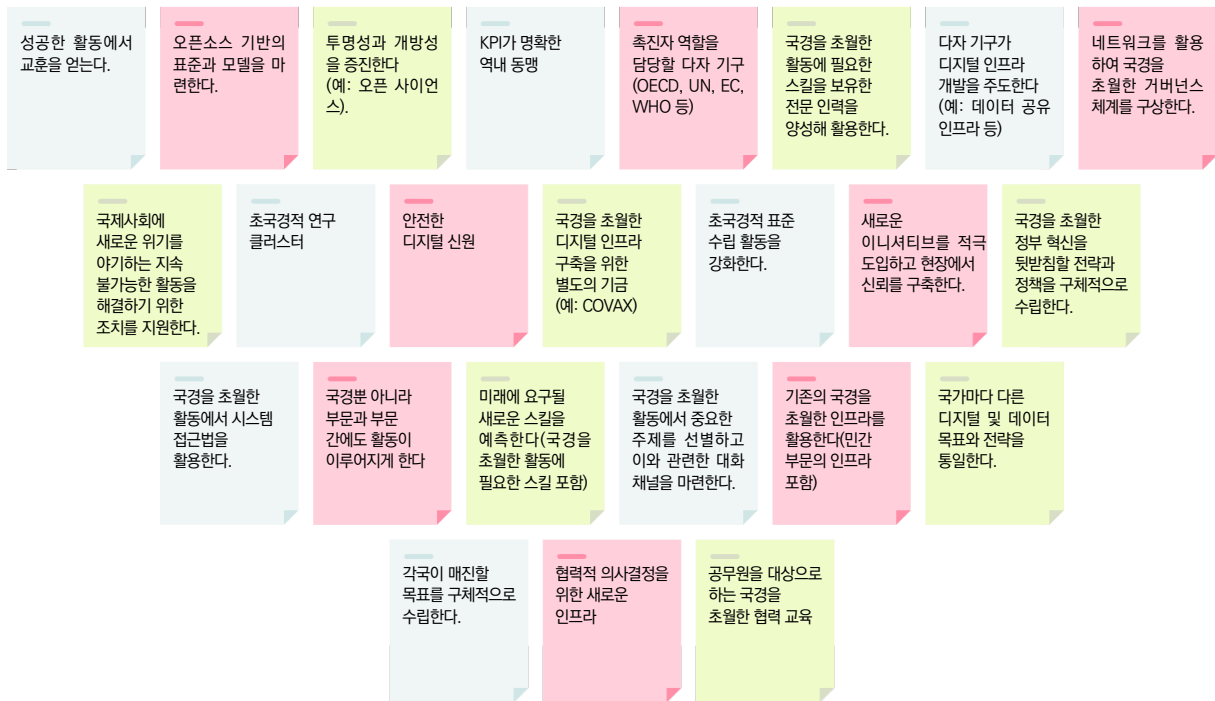 성공한 활동에서
교훈을 얻는다.
오픈소스 기반의
표준과 모델을 마
련한다.
투명성과 개방성
을 증진한다
(예: 오픈 사이언
스).
KPI가 명확한
역내 동맹
촉진자 역할을
담당할 다자 기구
(OECD, UN, EC,
WHO 등)
국경을 초월한
활동에 필요한
스킬을 보유한
전문 인력을
양성해 활용한다.
다자 기구가
디지털 인프라
개발을 주도한다
(예: 데이터 공유
인프라 등)
네트워크를 활용
하여 국경을
초월한 거버넌스
체계를 구상한다.
국제사회에
새로운 위기를
야기하는 지속
불가능한 활동을
해결하기 위한
조치를 지원한다.
초국경적 연구
클러스터
안전한
디지털 신원
국경을 초월한
디지털 인프라
구축을 위한
별도의 기금
(예: COVAX)
초국경적 표준
수립 활동을
강화한다.
새로운
이니셔티브를 적극
도입하고 현장에서
신뢰를 구축한다.
국경을 초월한
정부 혁신을
뒷받침할 전략과
정책을 구체적으로
수립한다.
국경을 초월한
활동에서 시스템
접근법을
활용한다.
국경뿐 아니라
부문과 부문
간에도 활동이
이루어지게 한다
미래에 요구될
새로운 스킬을
예측한다(국경을
초월한 활동에
필요한 스킬 포함)
국경을 초월한
활동에서 중요한
주제를 선별하고
이와 관련한 대화
채널을 마련한다.
기존의 국경을
초월한 인프라를
활용한다(민간
부문의 인프라
포함)
국가마다 다른
디지털 및 데이터
목표와 전략을
통일한다.
각국이 매진할
목표를 구체적으로
수립한다.
협력적 의사결정을
위한 새로운
인프라
공무원을 대상으로
하는 국경을
초월한 협력 교육